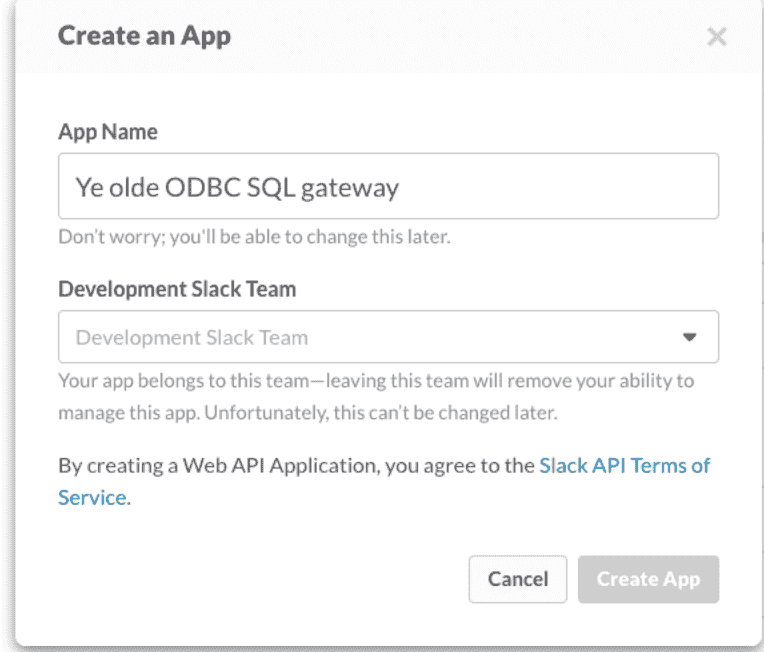 Create an App
App Name
Ye olde ODBC SQL gateway
Don't worry; you'll be able to change this later.
Development Slack Team
Development Slack Team
Your app belongs to this team—leaving this team will remove your ability to
manage this app. Unfortunately, this can't be changed later.
By creating a Web API Application, you agree to the Slack API Terms of
Service.
Cancel
Create App